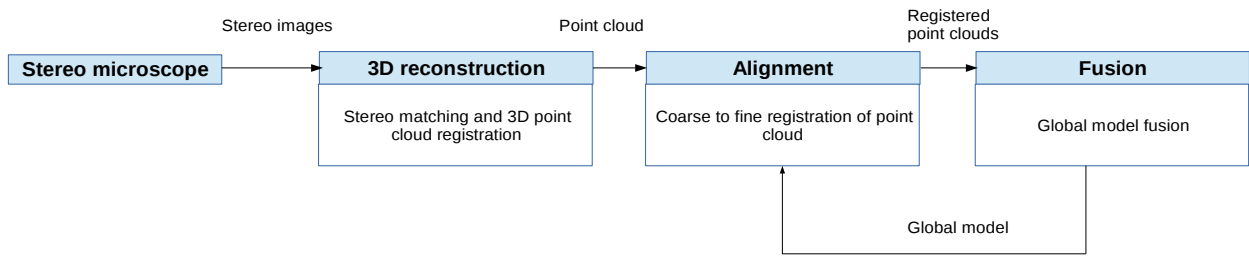 Stereo images
Point cloud
Registered
point clouds
Stereo microscope
3D reconstruction
Alignment
Fusion
Stereo matching and 3D point
cloud registration
Coarse to fine registration of point
cloud
Global model fusion
Global model